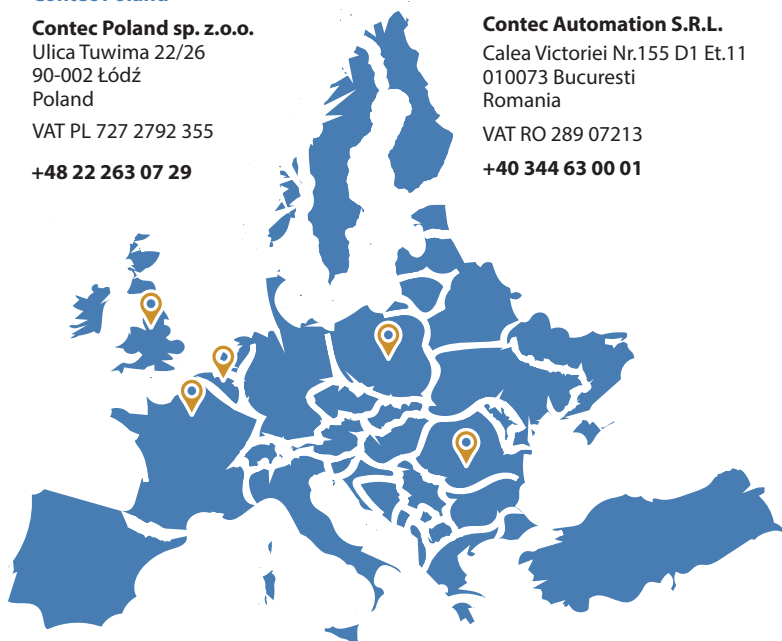 Contec Poland
Contec Poland sp. z.o.o.
Ulica Tuwima 22/26
90-002 Łódź
Poland
VAT PL 727 2792 355
+48 22 263 07 29
Contec Automation S.R.L.
Calea Victoriei Nr.155 D1 Et.11
010073 Bucuresti
Romania
VAT RO 289 07213
+40 344 63 00 01